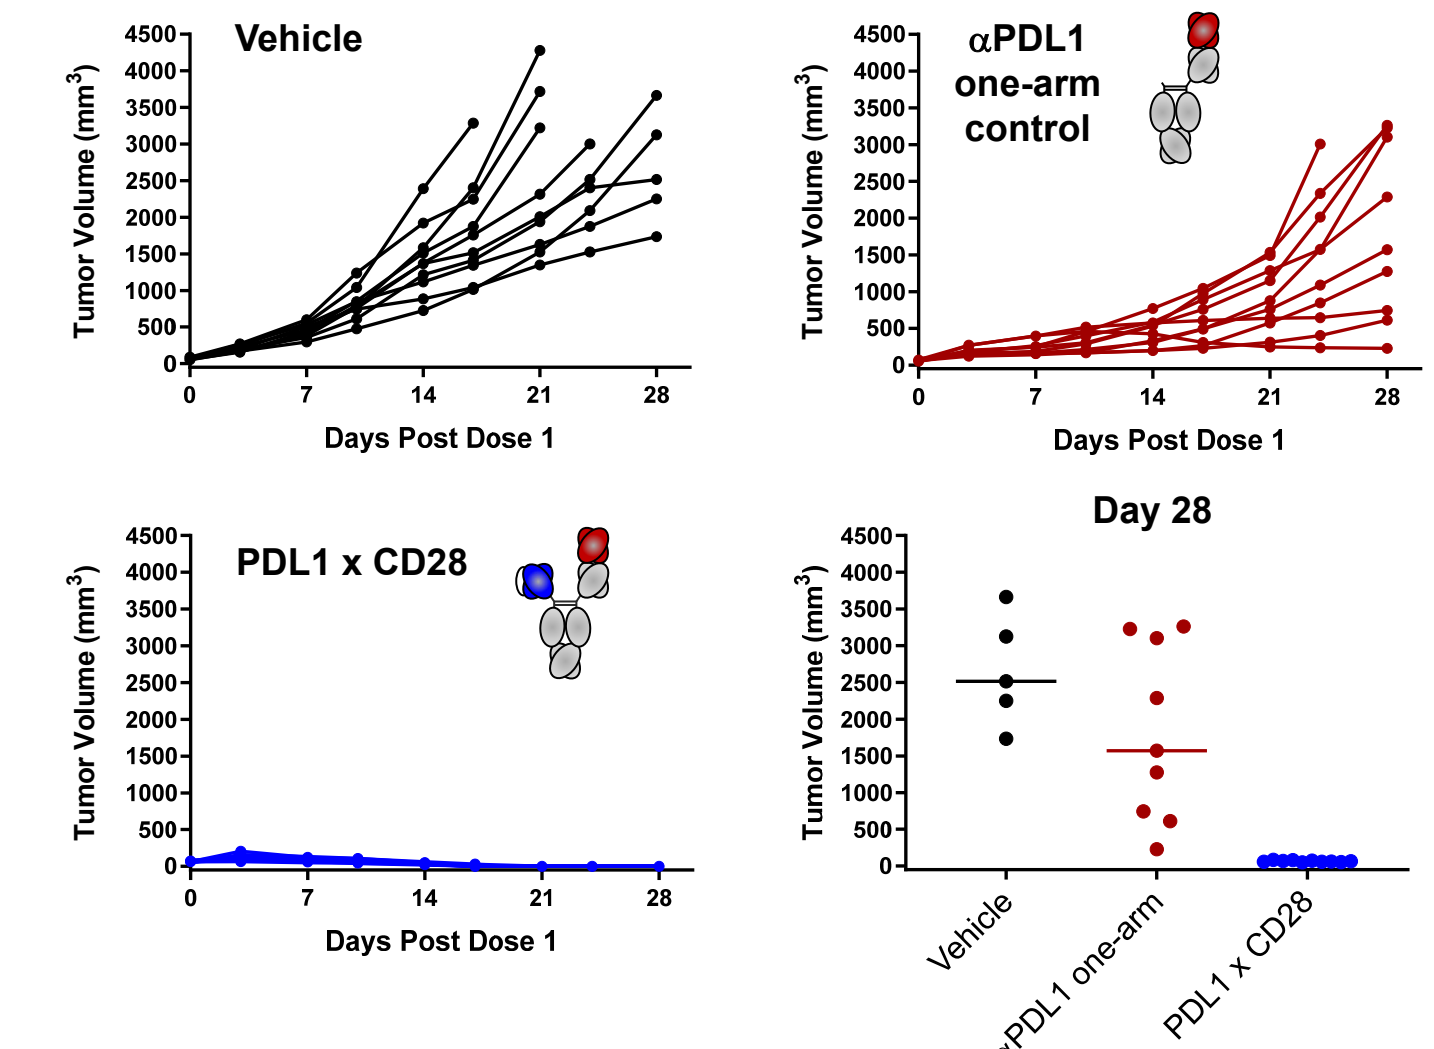 Vehicle
4500
4000
3500
3000
2500
2000
1500
1000
500
0
Tumor Volume (mm³)
0 7 14 21 28
Days Post Dose 1
αPDL1
one-arm
control
4500
4000
3500
3000
2500
2000
1500
1000
500
0
Tumor Volume (mm³)
0 7 14 21 28
Days Post Dose 1
PDL1 x CD28
4500
4000
3500
3000
2500
2000
1500
1000
500
0
Tumor Volume (mm³)
0 7 14 21 28
Days Post Dose 1
Day 28
4500
4000
3500
3000
2500
2000
1500
1000
500
0
Tumor Volume (mm³)
Vehicle
αPDL1 one-arm
PDL1 x CD28